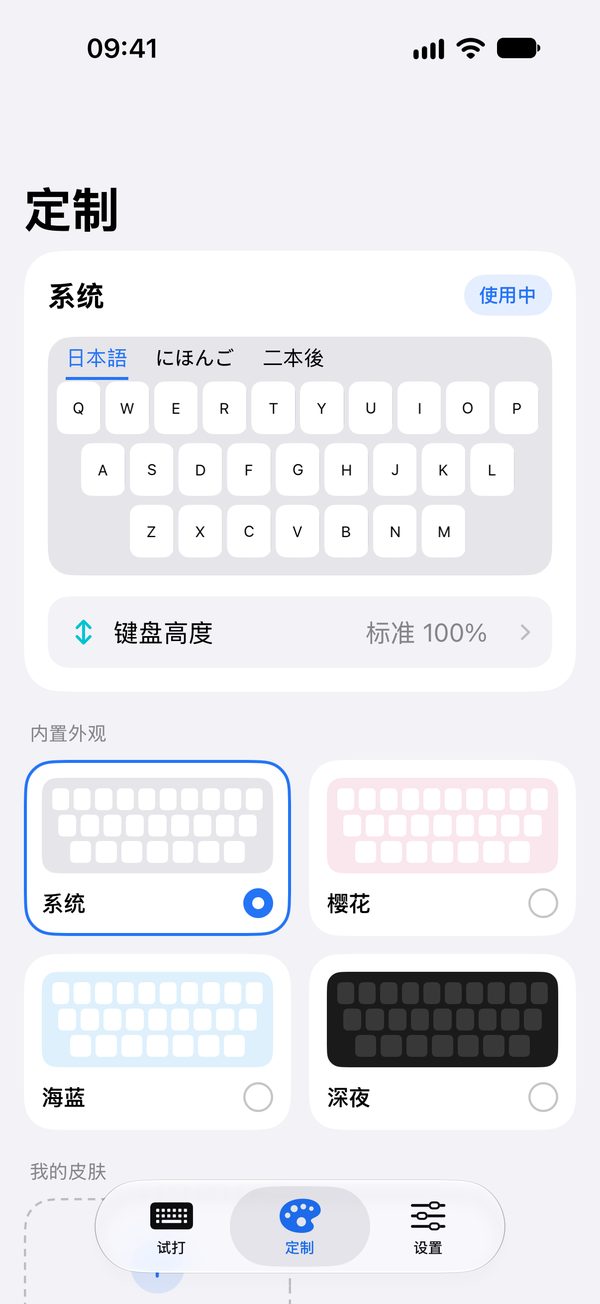 09:41
定制
系统 使用中
日本語 にほんご 二本後
Q W E R T Y U I O P
A S D F G H J K L
Z X C V B N M
键盘高度 标准 100%
内置外观
系统 樱花
海蓝 深夜
我的皮肤
试打 定制 设置